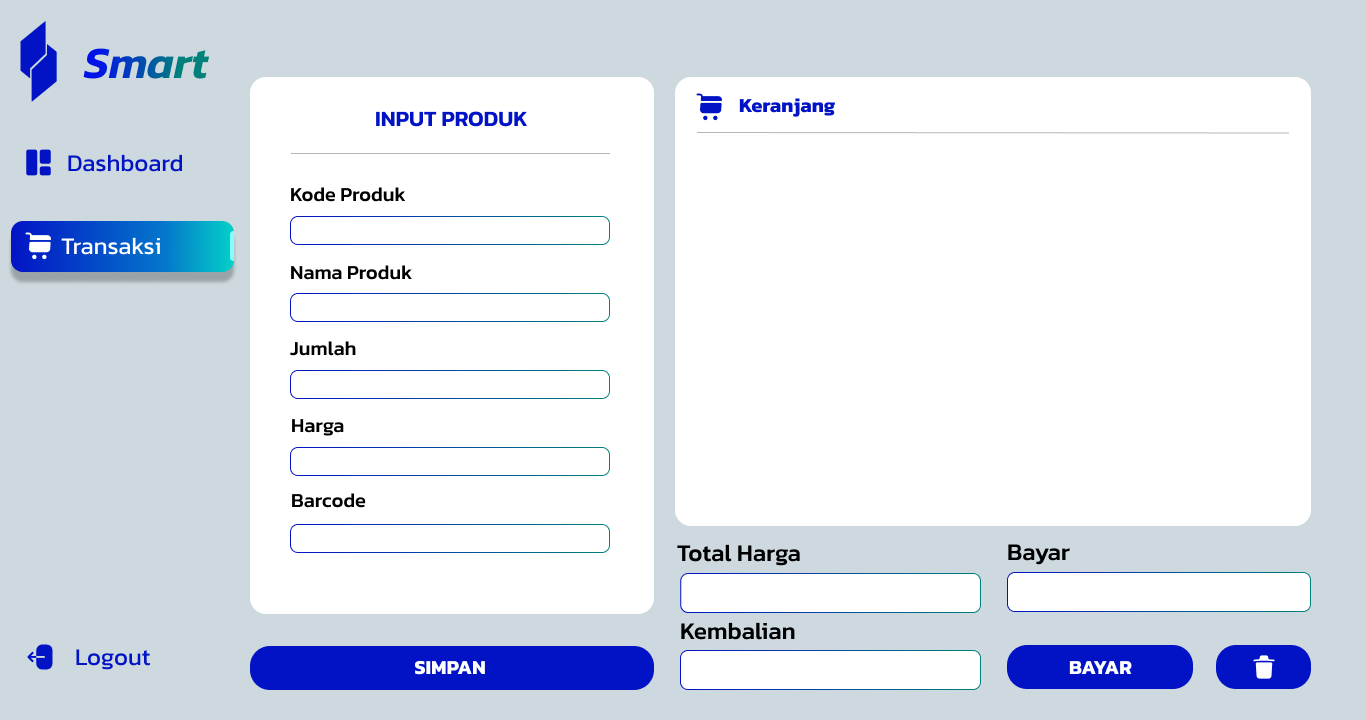 Smart
Dashboard
Transaksi
Logout
INPUT PRODUK
Kode Produk
Nama Produk
Jumlah
Harga
Barcode
SIMPAN
Keranjang
Total Harga
Bayar
Kembalian
BAYAR